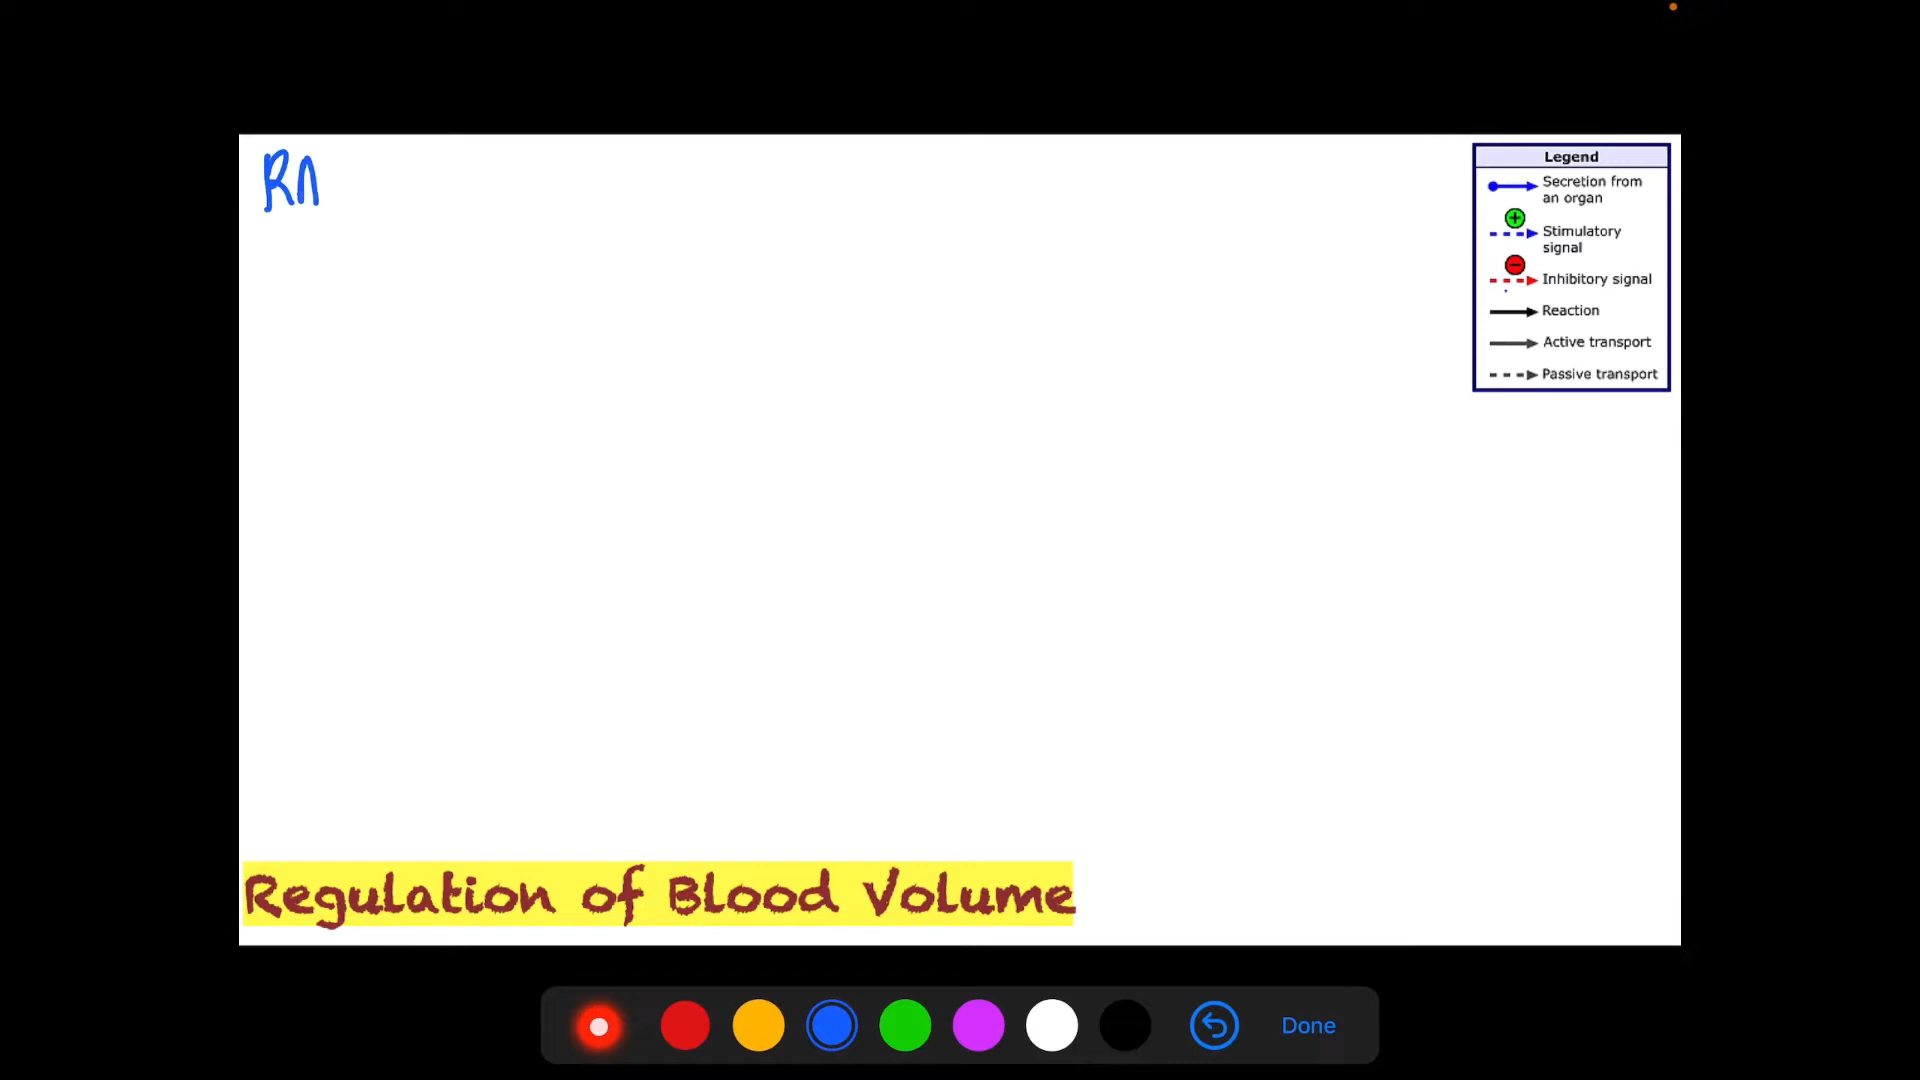 RA
Legend
Secretion from
an organ
+
Stimulatory
signal
−
Inhibitory signal
Reaction
Active transport
Passive transport
Regulation of Blood Volume
Done